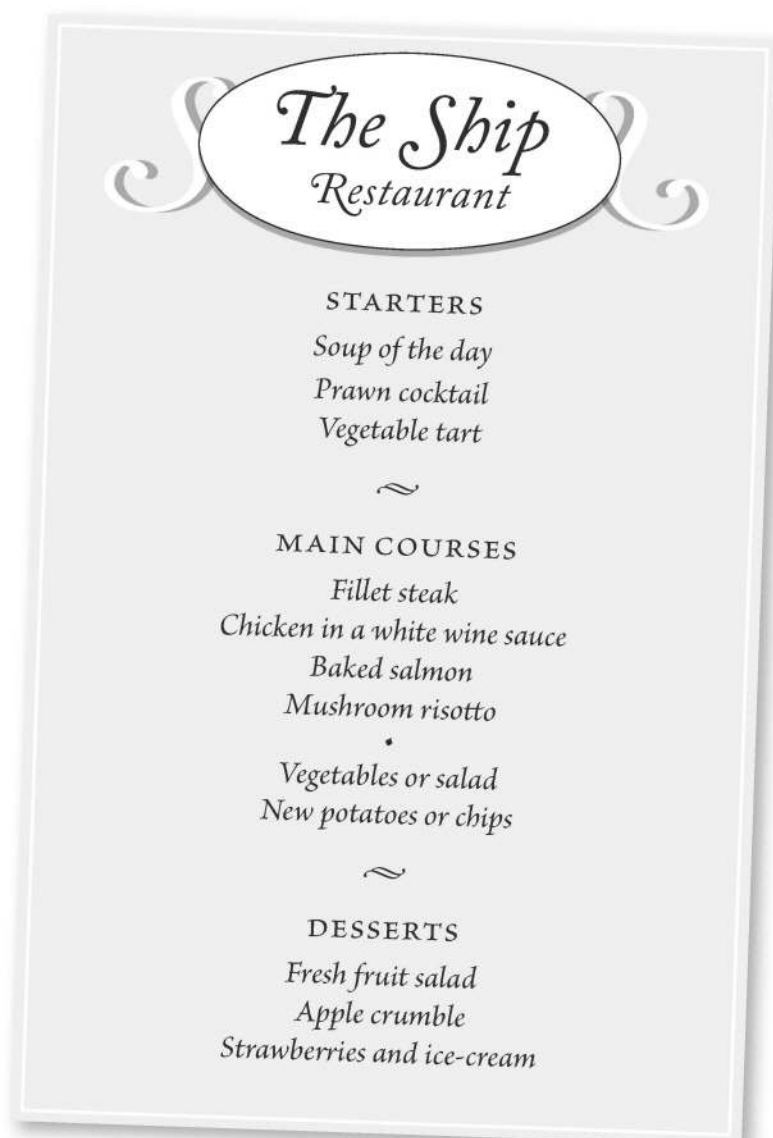 The Ship
Restaurant
STARTERS
Soup of the day
Prawn cocktail
Vegetable tart
MAIN COURSES
Fillet steak
Chicken in a white wine sauce
Baked salmon
Mushroom risotto
Vegetables or salad
New potatoes or chips
DESSERTS
Fresh fruit salad
Apple crumble
Strawberries and ice-cream